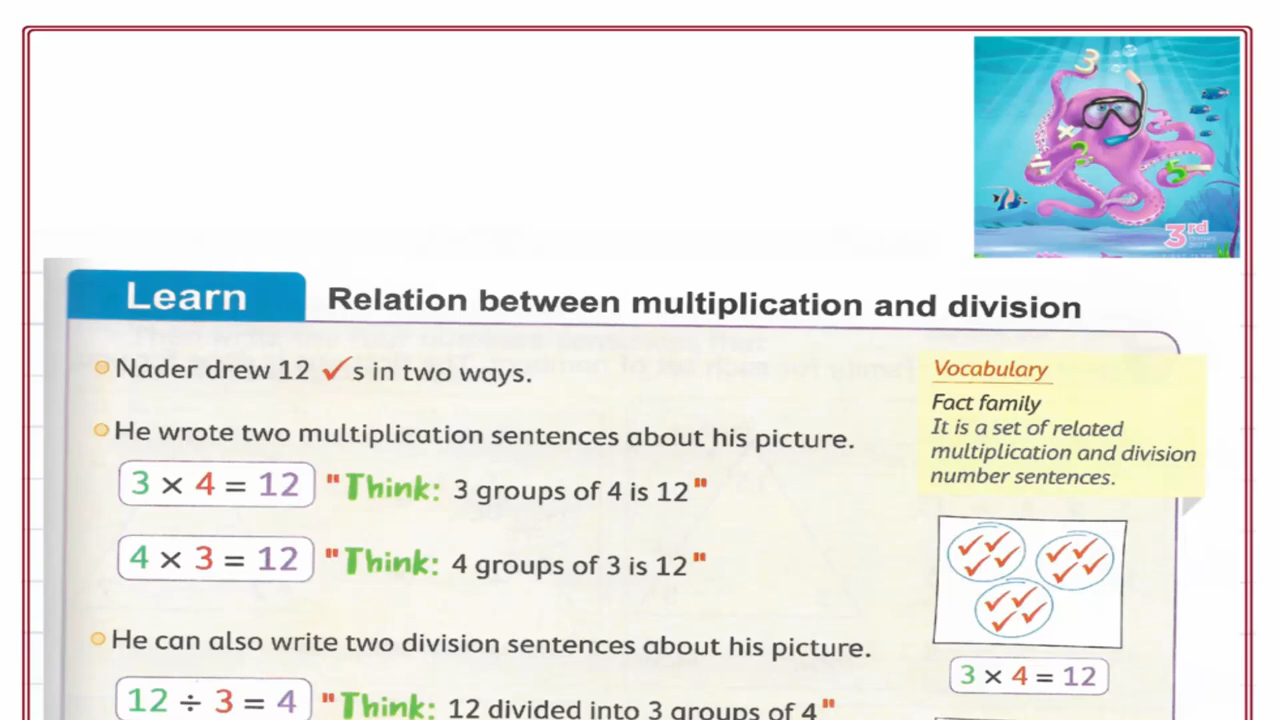 3rd
Learn
Relation between multiplication and division
Nader drew 12 ✓s in two ways.
He wrote two multiplication sentences about his picture.
3 × 4 = 12 "Think: 3 groups of 4 is 12"
4 × 3 = 12 "Think: 4 groups of 3 is 12"
He can also write two division sentences about his picture.
12 ÷ 3 = 4 "Think: 12 divided into 3 groups of 4"
Vocabulary
Fact family
It is a set of related
multiplication and division
number sentences.
3 × 4 = 12